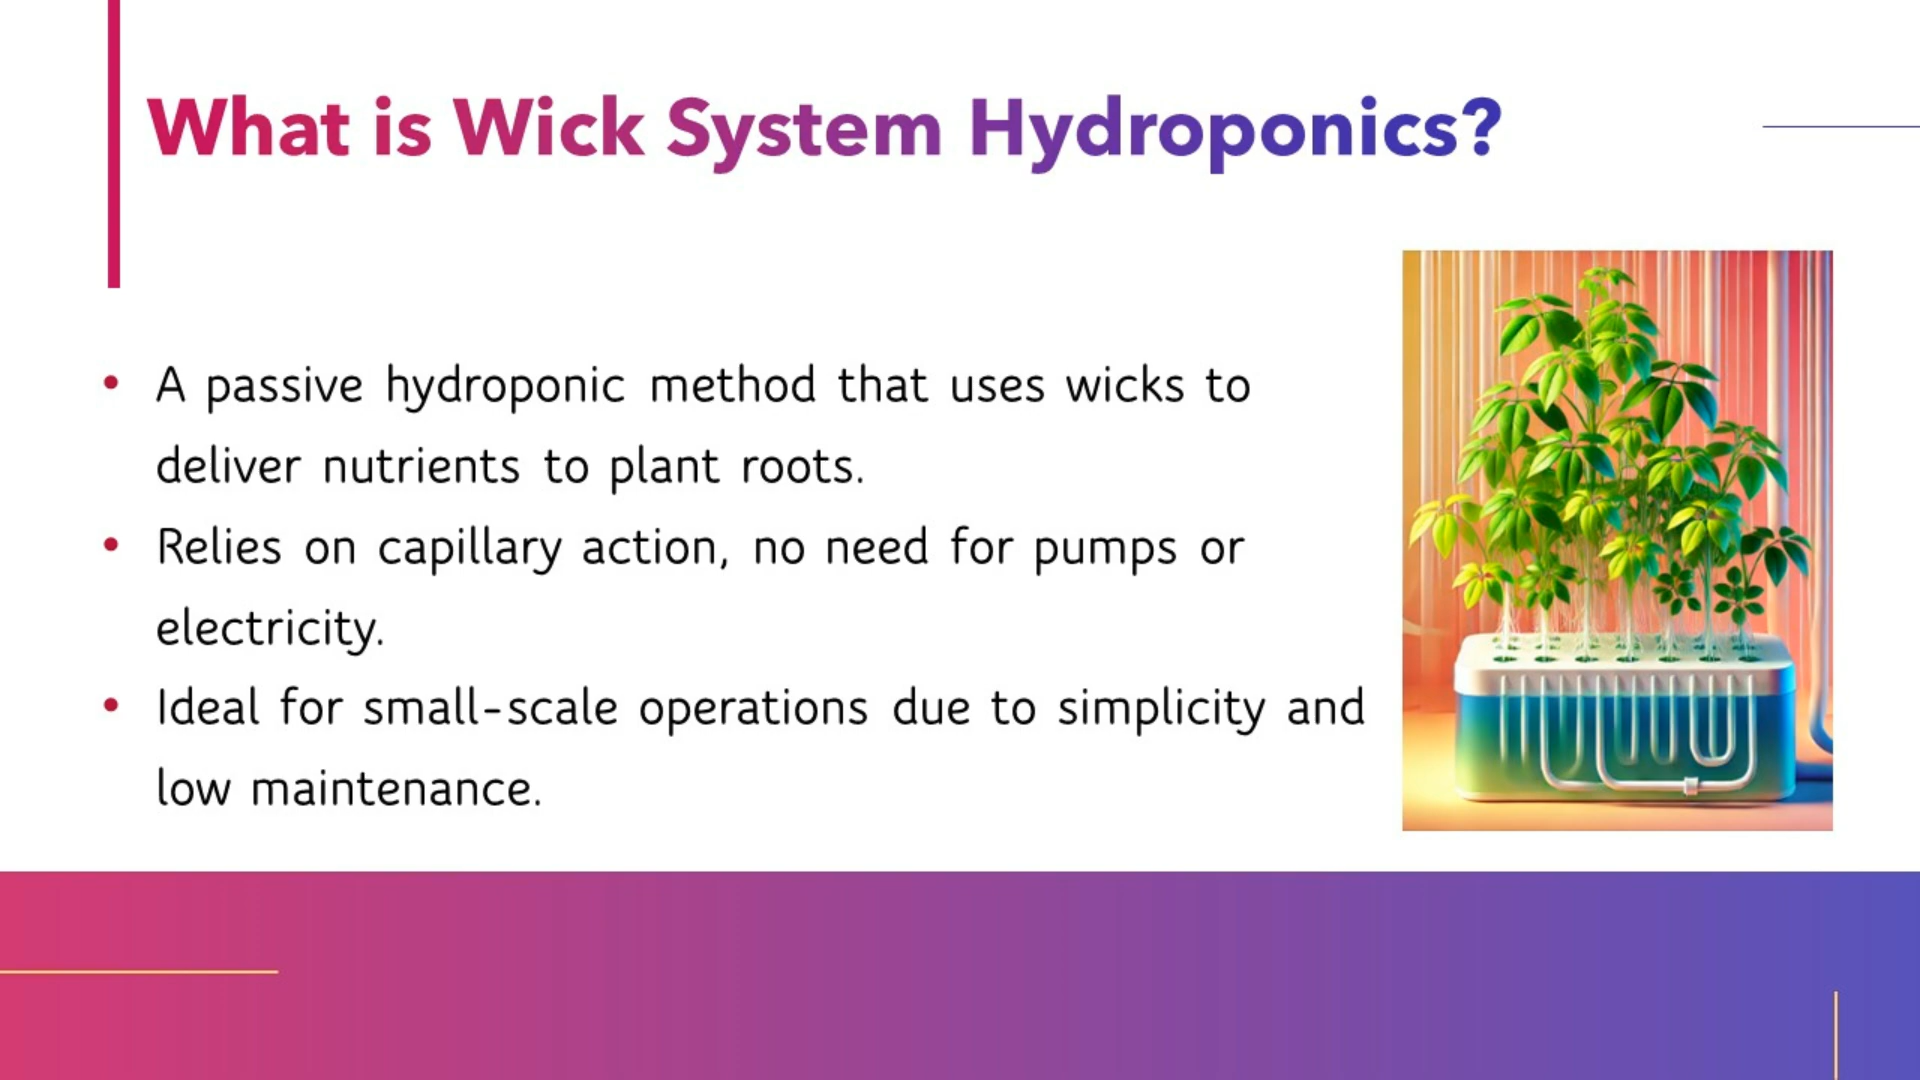 What is Wick System Hydroponics?
• A passive hydroponic method that uses wicks to
deliver nutrients to plant roots.
• Relies on capillary action, no need for pumps or
electricity.
• Ideal for small-scale operations due to simplicity and
low maintenance.